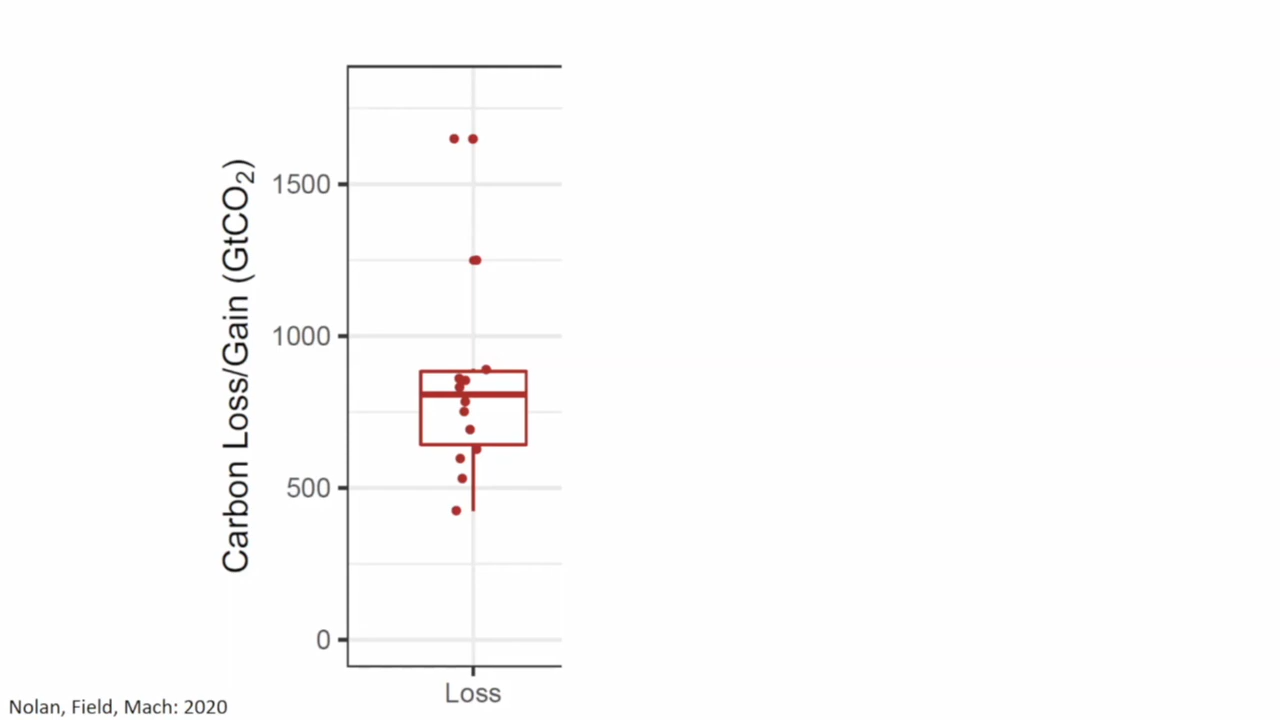 Carbon Loss/Gain (GtCO₂)
1500
1000
500
0
Loss
Nolan, Field, Mach: 2020